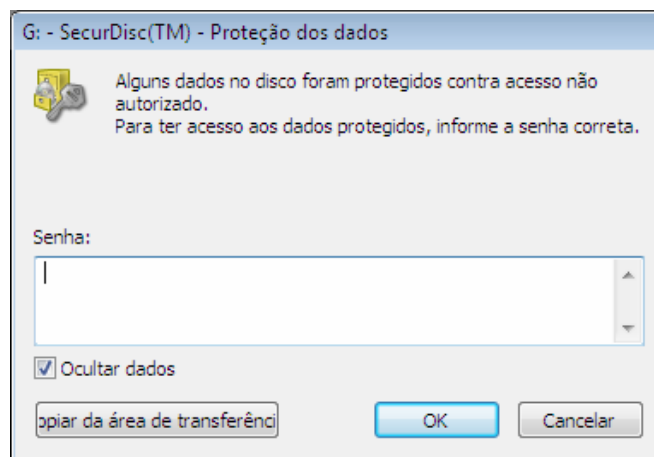 G: - SecurDisc(TM) - Proteção dos dados
Alguns dados no disco foram protegidos contra acesso não
autorizado.
Para ter acesso aos dados protegidos, informe a senha correta.
Senha:
Ocultar dados
opiar da área de transferênci
OK
Cancelar